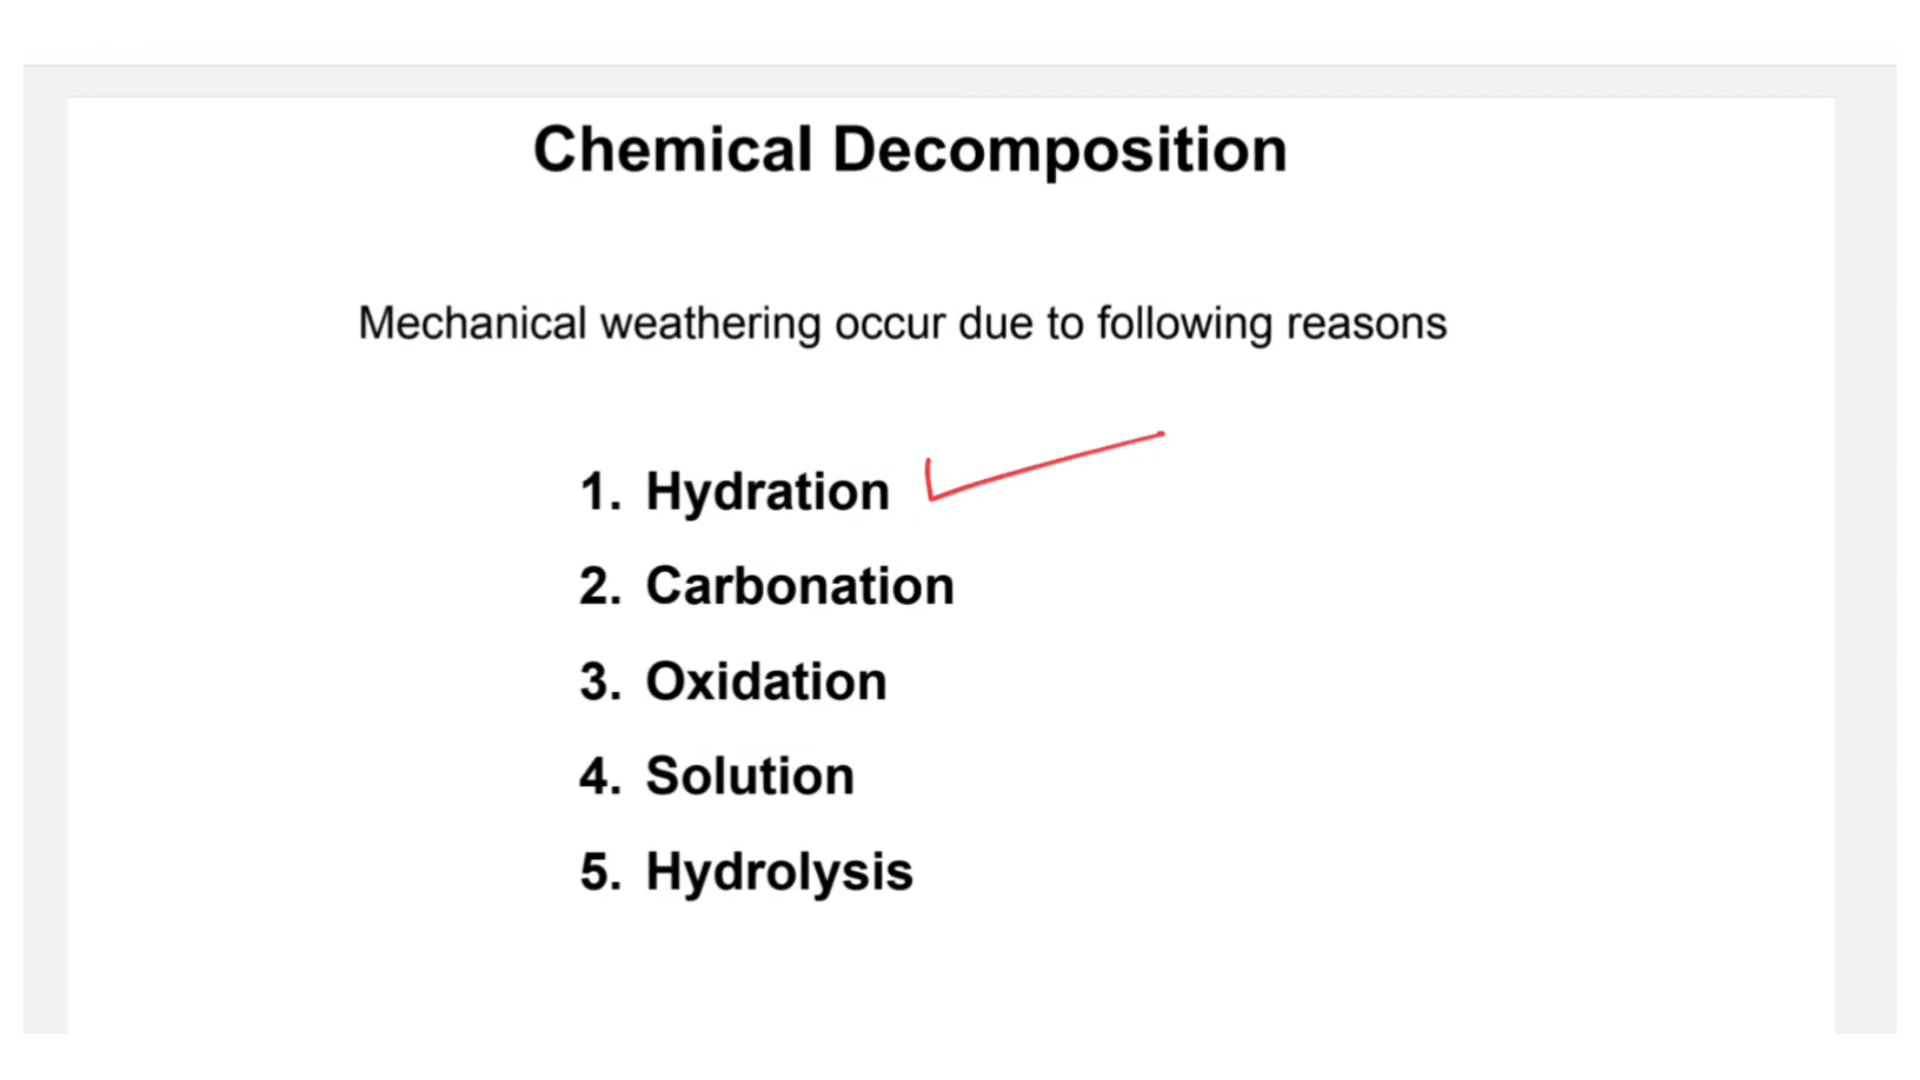 Chemical Decomposition
Mechanical weathering occur due to following reasons
1. Hydration
2. Carbonation
3. Oxidation
4. Solution
5. Hydrolysis